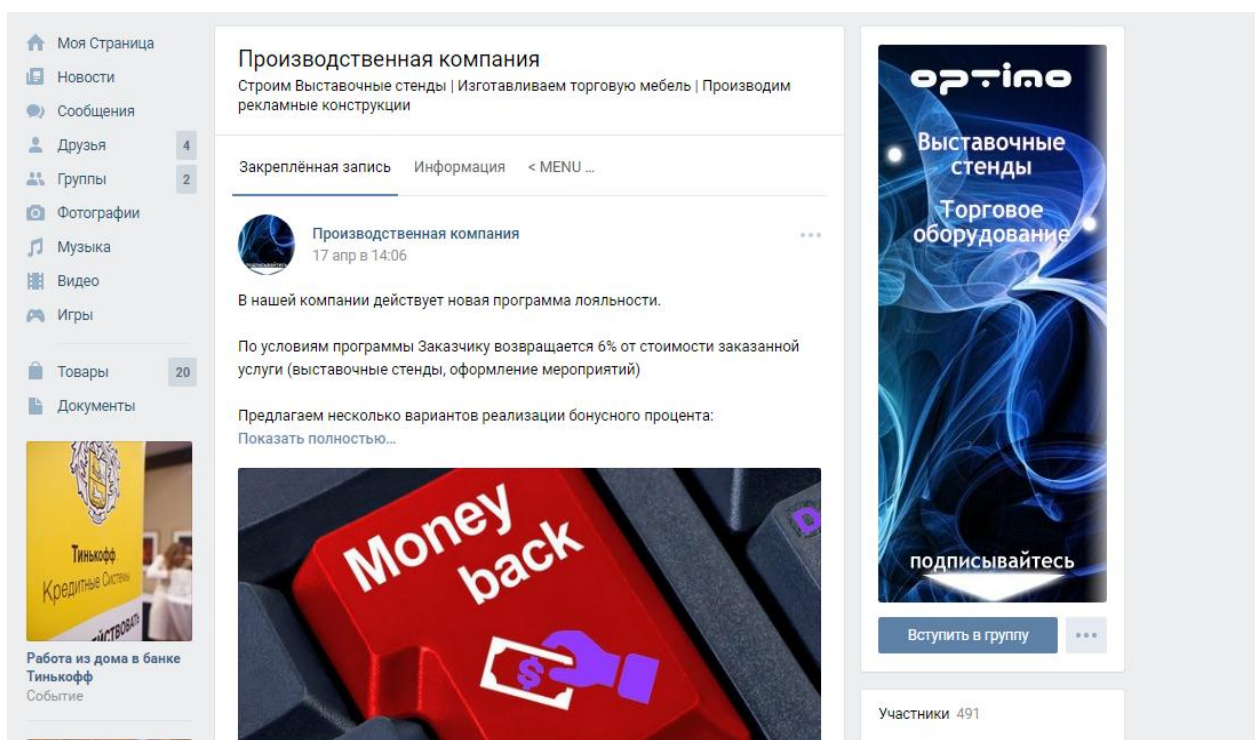 Моя Страница
Новости
Сообщения
Друзья 4
Группы 2
Фотографии
Музыка
Видео
Игры
Товары 20
Документы
Тинькофф
Кредитные Системы
Работа из дома в банке
Тинькофф
Событие
Производственная компания
Строим Выставочные стенды | Изготавливаем торговую мебель | Производим
рекламные конструкции
Закреплённая запись Информация < MENU ...
Производственная компания
17 апр в 14:06
В нашей компании действует новая программа лояльности.
По условиям программы Заказчику возвращается 6% от стоимости заказанной
услуги (выставочные стенды, оформление мероприятий)
Предлагаем несколько вариантов реализации бонусного процента:
Показать полностью...
Money
back
$
optimo
Выставочные
стенды
Торговое
оборудование
подписывайтесь
Вступить в группу
Участники 491